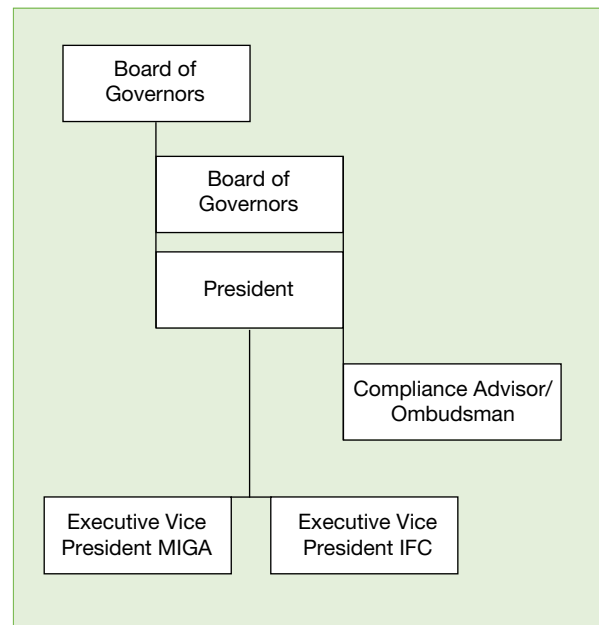 Board of
Governors
Board of
Governors
President
Compliance Advisor/
Ombudsman
Executive Vice
President MIGA
Executive Vice
President IFC